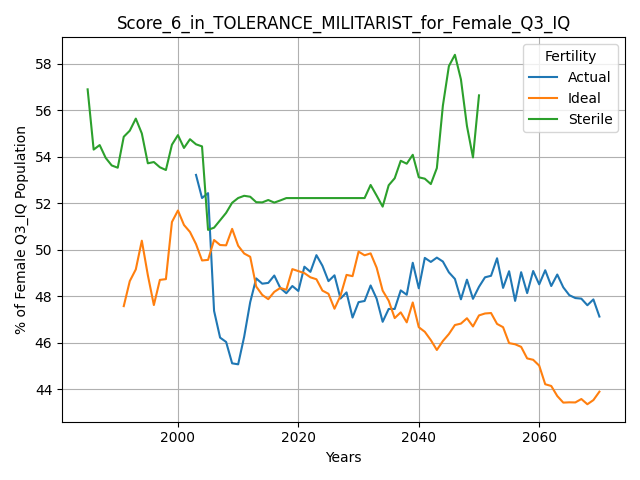 Score_6_in_TOLERANCE_MILITARIST_for_Female_Q3_IQ
Fertility
Actual
Ideal
Sterile
% of Female Q3_IQ Population
58
56
54
52
50
48
46
44
2000
2020
2040
2060
Years